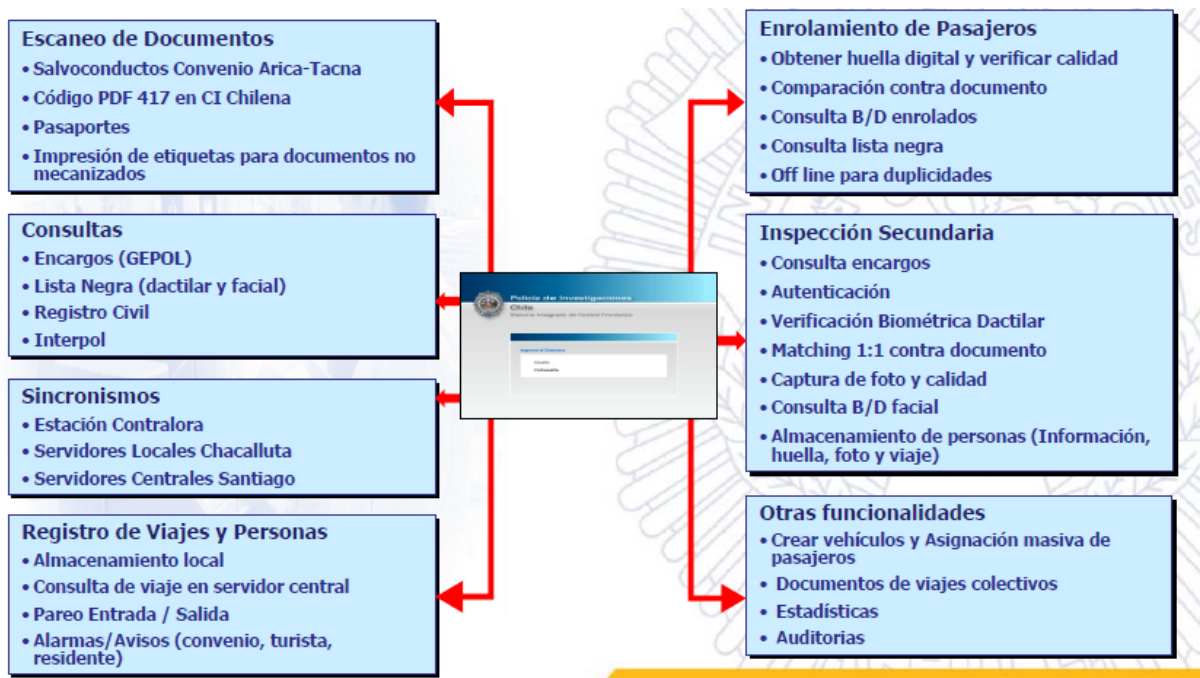 Escaneo de Documentos
• Salvoconductos Convenio Arica-Tacna
• Código PDF 417 en CI Chilena
• Pasaportes
• Impresión de etiquetas para documentos no
mecanizados
Consultas
• Encargos (GEPOL)
• Lista Negra (dactilar y facial)
• Registro Civil
• Interpol
Sincronismos
• Estación Contralora
• Servidores Locales Chacalluta
• Servidores Centrales Santiago
Registro de Viajes y Personas
• Almacenamiento local
• Consulta de viaje en servidor central
• Pareo Entrada / Salida
• Alarmas/Avisos (convenio, turista,
residente)
Policía de Investigaciones
Chile
Sistema Integrado de Control Fronterizo
Enrolamiento de Pasajeros
• Obtener huella digital y verificar calidad
• Comparación contra documento
• Consulta B/D enrolados
• Consulta lista negra
• Off line para duplicidades
Inspección Secundaria
• Consulta encargos
• Autenticación
• Verificación Biométrica Dactilar
• Matching 1:1 contra documento
• Captura de foto y calidad
• Consulta B/D facial
• Almacenamiento de personas (Información,
huella, foto y viaje)
Otras funcionalidades
• Crear vehículos y Asignación masiva de
pasajeros
• Documentos de viajes colectivos
• Estadísticas
• Auditorias